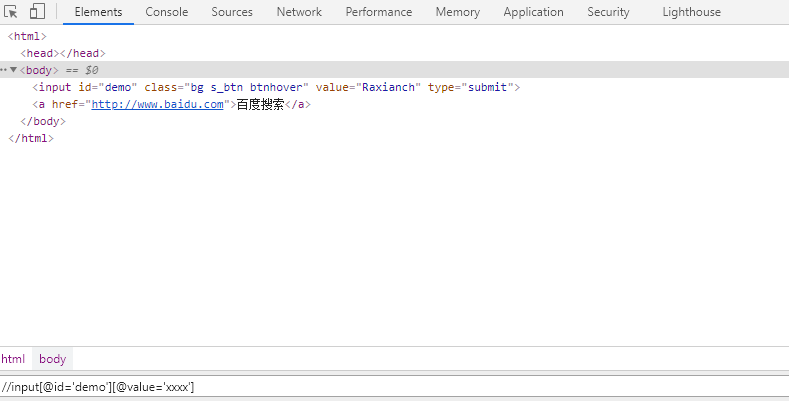 Elements Console Sources Network Performance Memory Application Security Lighthouse
<html>
<head></head>
<body> == $0
<input id="demo" class="bg s_btn btnhover" value="Raxianch" type="submit">
<a href="http://www.baidu.com">百度搜索</a>
</body>
</html>
html body
//input[@id='demo'][@value='xxxx']